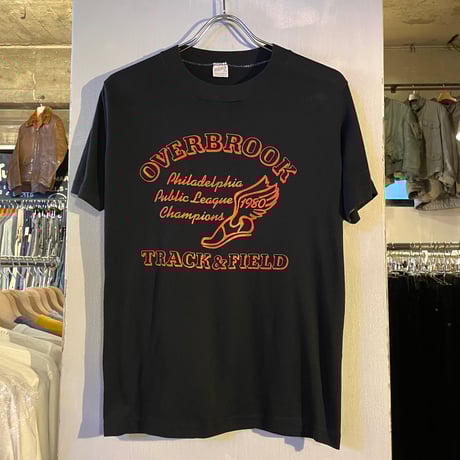 OVERBROOK
Philadelphia
Public League
Champions
1980
TRACK & FIELD